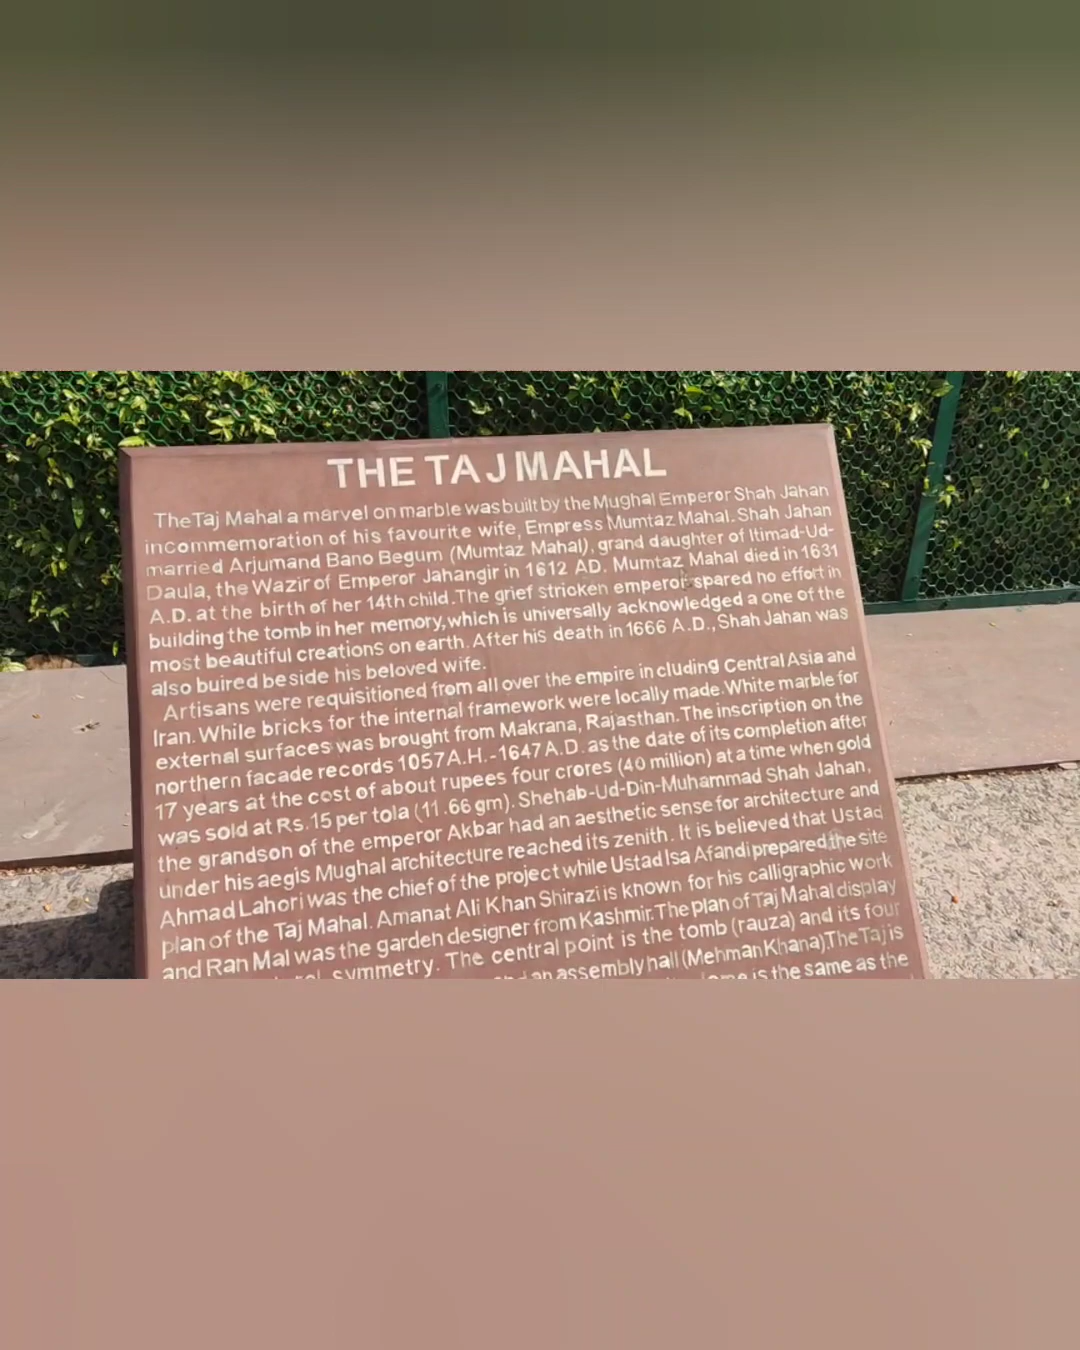 THE TAJ MAHAL
The Taj Mahal a marvel on marble was built by the Mughal Emperor Shah Jahan
in commemoration of his favourite wife, Empress Mumtaz Mahal. Shah Jahan
married Arjumand Bano Begum (Mumtaz Mahal), grand daughter of Itimad-Ud-
Daula, the Wazir of Emperor Jahangir in 1612 AD. Mumtaz Mahal died in 1631
A.D. at the birth of her 14th child. The grief stricken emperor spared no effort in
building the tomb in her memory, which is universally acknowledged a one of the
most beautiful creations on earth. After his death in 1666 A.D., Shah Jahan was
also buired beside his beloved wife.
Artisans were requisitioned from all over the empire in cluding Central Asia and
Iran. While bricks for the internal framework were locally made. White marble for
external surfaces was brought from Makrana, Rajasthan. The inscription on the
northern facade records 1057 A.H.-1647 A.D. as the date of its completion after
17 years at the cost of about rupees four crores (40 million) at a time when gold
was sold at Rs. 15 per tola (11.66 gm). Shehab-Ud-Din-Muhammad Shah Jahan,
the grandson of the emperor Akbar had an aesthetic sense for architecture and
under his aegis Mughal architecture reached its zenith. It is believed that Ustad
Ahmad Lahori was the chief of the project while Ustad Isa Afandi prepared the site
plan of the Taj Mahal. Amanat Ali Khan Shirazi is known for his calligraphic work
and Ran Mal was the garden designer from Kashmir. The plan of Taj Mahal display
symmetry. The central point is the tomb (rauza) and its four
an assembly hall (Mehman Khana). The Taj is
is the same as the